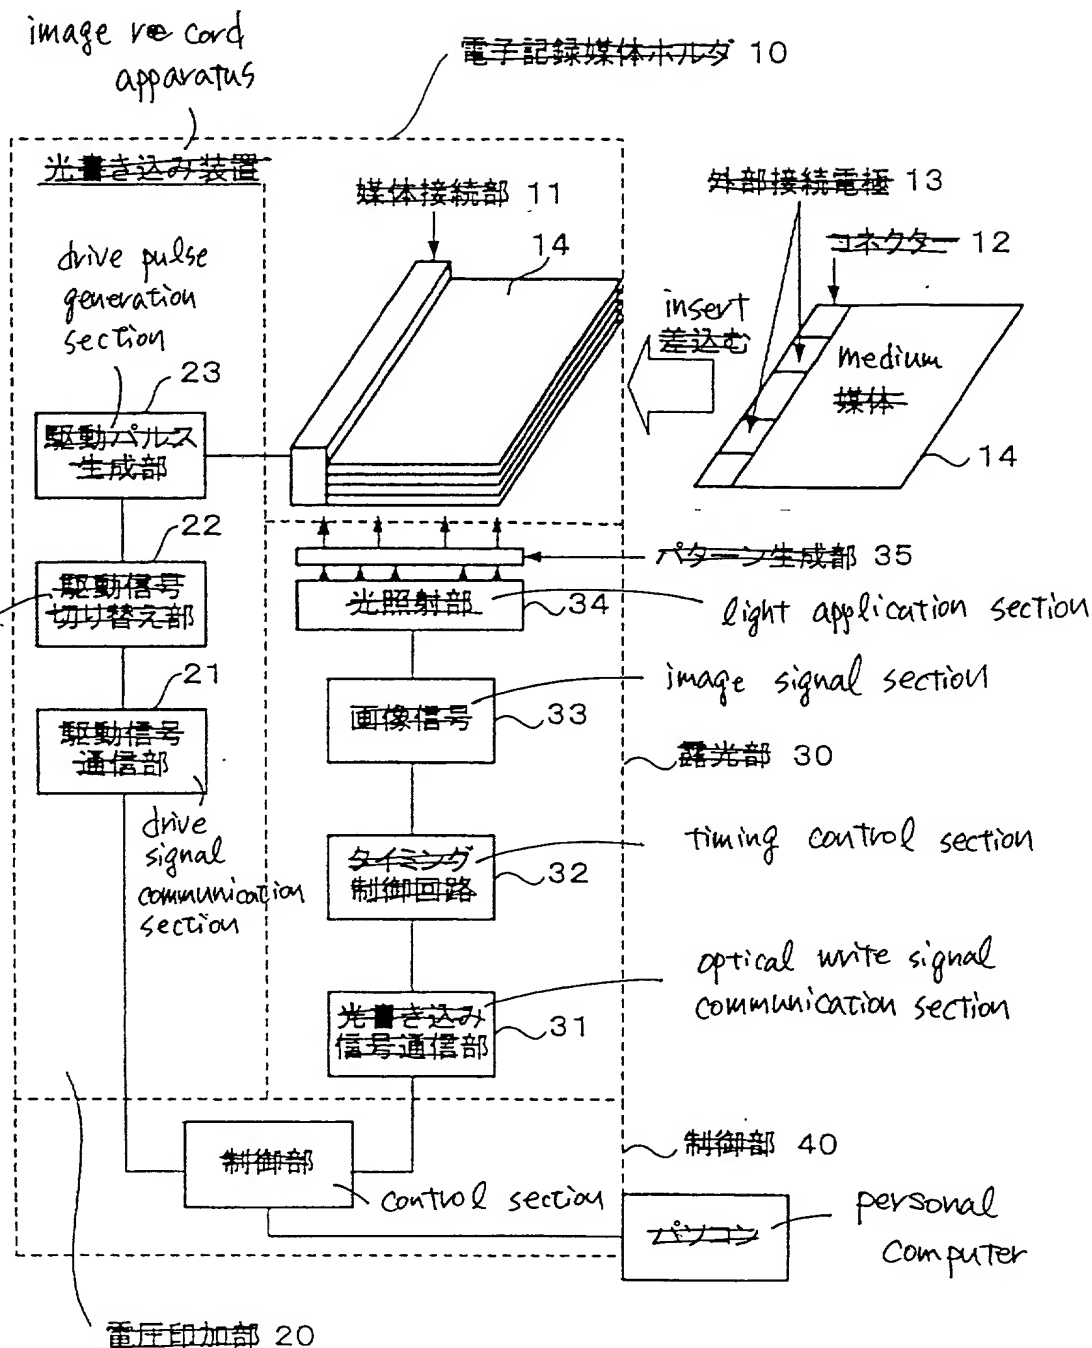 image record
apparatus
電子記録媒体ホルダ 10
光書き込み装置
媒体接続部 11
14
外部接続電極 13
コネクター 12
drive pulse
generation
section
23
駆動パルス
生成部
insert
差込む
medium
媒体
14
22
駆動信号
切り替え部
パターン生成部 35
光照射部
34
light application section
21
駆動信号
通信部
image signal section
画像信号
33
露光部 30
drive
signal
communication
section
timing control section
タイミング
制御回路
32
optical write signal
communication section
光書き込み
信号通信部
31
制御部
control section
制御部 40
パソコン
personal
computer
電圧印加部 20